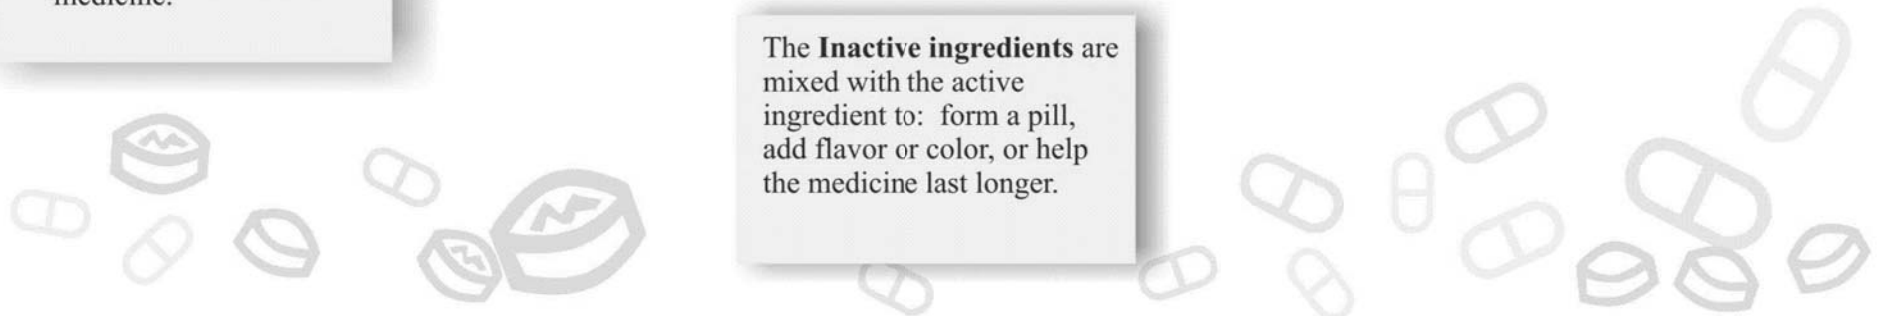 medicine.
The Inactive ingredients are
mixed with the active
ingredient to:  form a pill,
add flavor or color, or help
the medicine last longer.